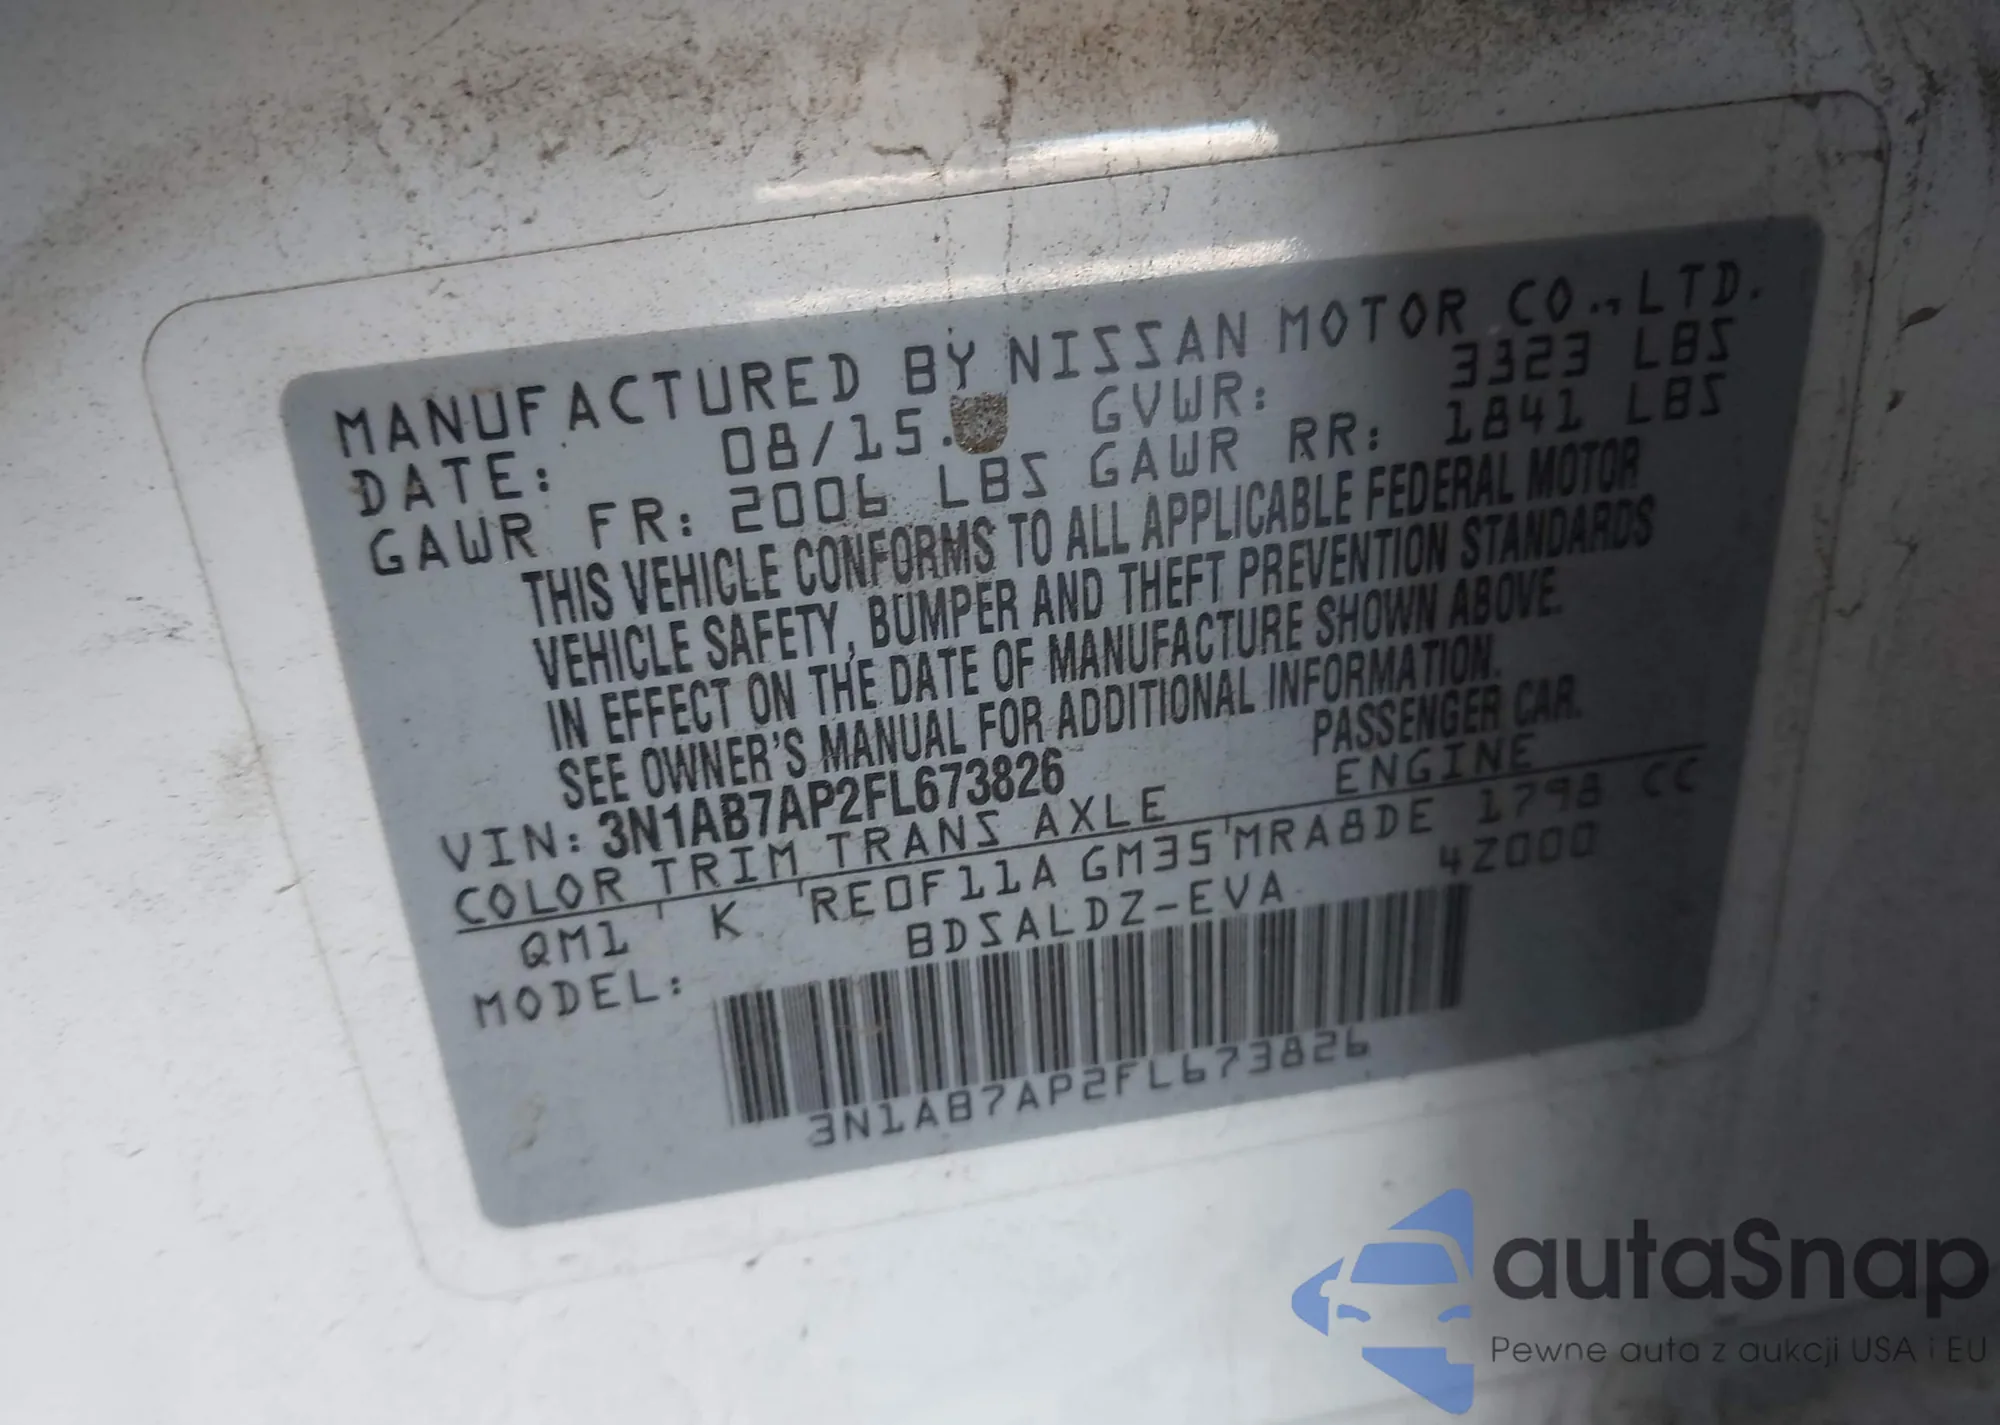 MANUFACTURED BY NISSAN MOTOR CO., LTD.
DATE: 08/15. GVWR: 3323 LBS
GAWR FR: 2006 LBS GAWR RR: 1841 LBS
THIS VEHICLE CONFORMS TO ALL APPLICABLE FEDERAL MOTOR
VEHICLE SAFETY, BUMPER AND THEFT PREVENTION STANDARDS
IN EFFECT ON THE DATE OF MANUFACTURE SHOWN ABOVE.
SEE OWNER'S MANUAL FOR ADDITIONAL INFORMATION.
VIN: 3N1AB7AP2FL673826 PASSENGER CAR.
COLOR TRIM TRANS AXLE ENGINE
QM1 K RE0F11A GM35 MRA8DE 1798 CC
MODEL: BDSALDZ-EVA 4Z000
3N1AB7AP2FL673826
autaSnap
Pewne auta z aukcji USA i EU